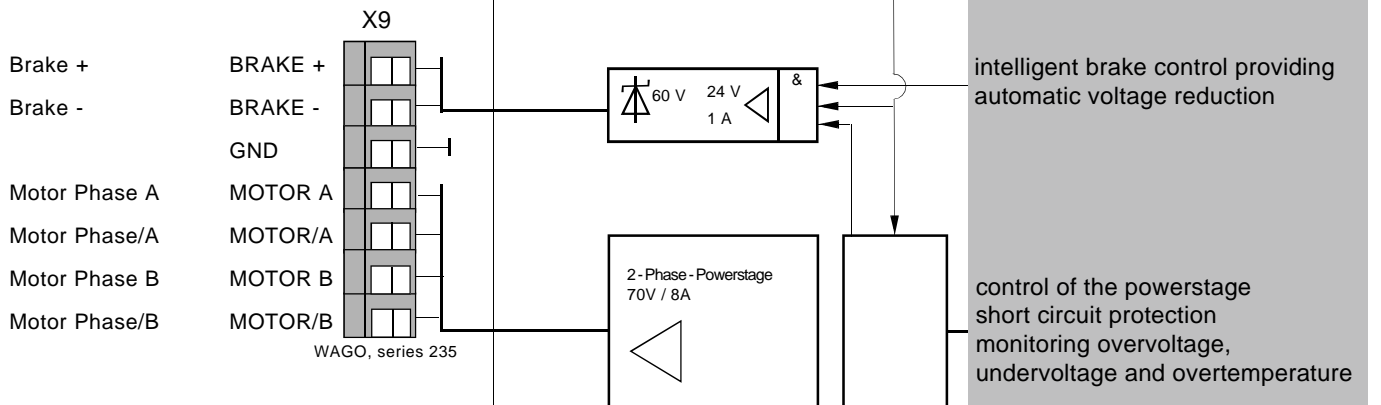 X9
Brake + BRAKE +
Brake - BRAKE -
GND
Motor Phase A MOTOR A
Motor Phase/A MOTOR/A
Motor Phase B MOTOR B
Motor Phase/B MOTOR/B
WAGO, series 235
60 V 24 V &
1 A
2-Phase-Powerstage
70V / 8A
intelligent brake control providing
automatic voltage reduction
control of the powerstage
short circuit protection
monitoring overvoltage,
undervoltage and overtemperature